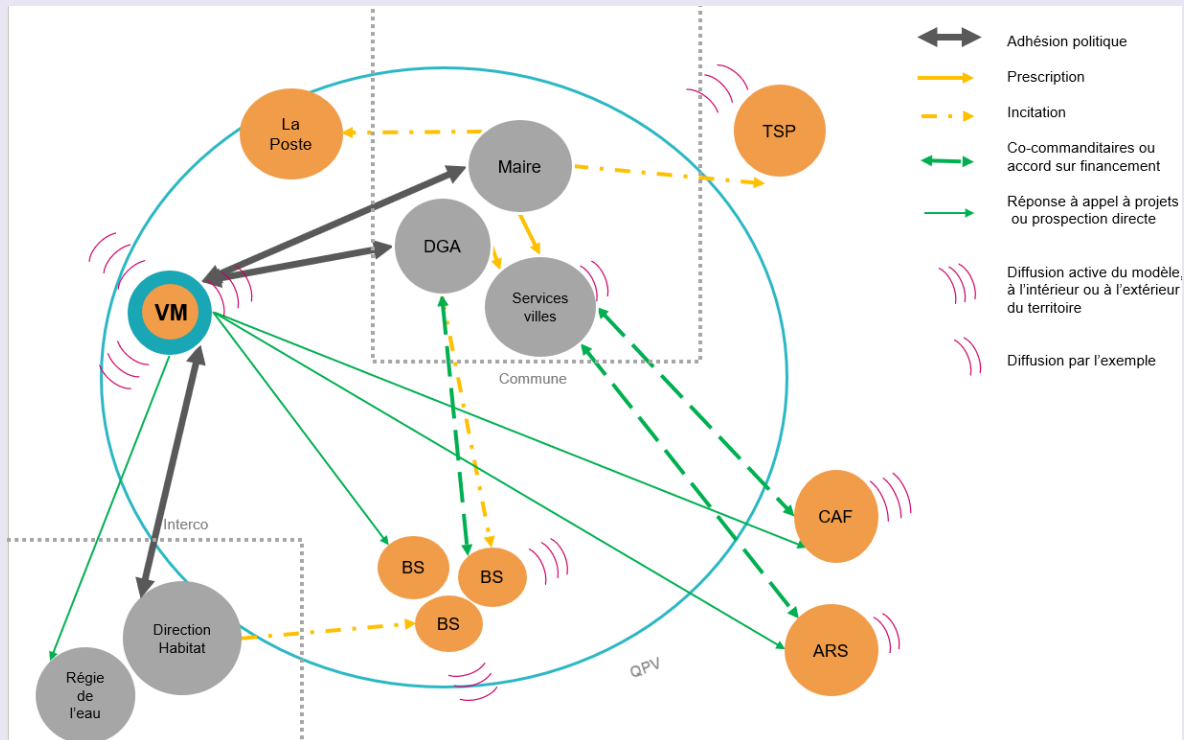 La
Poste
Maire
TSP
DGA
VM
Services
villes
Commune
Interco
BS
BS
BS
CAF
ARS
QPV
Direction
Habitat
Régie
de
l'eau
Adhésion politique
Prescription
Incitation
Co-commanditaires ou
accord sur financement
Réponse à appel à projets
ou prospection directe
Diffusion active du modèle,
à l'intérieur ou à l'extérieur
du territoire
Diffusion par l'exemple